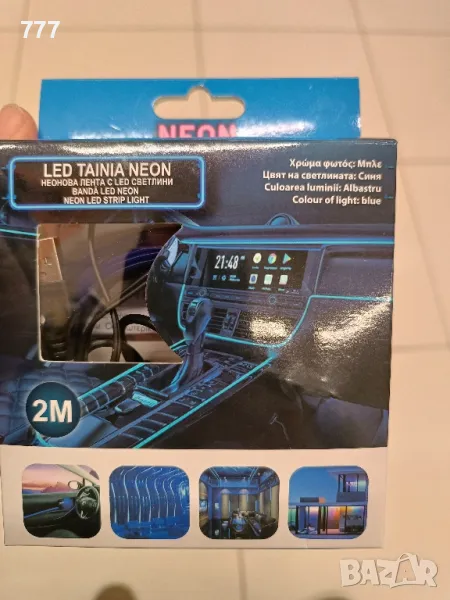 777
NEON
LED TAINIA NEON
НЕОНОВА ЛЕНТА С LED СВЕТЛИНИ
BANDĂ LED NEON
NEON LED STRIP LIGHT
Χρώμα φωτός: Μπλε
Цвят на светлината: Синя
Culoarea luminii: Albastru
Colour of light: blue
21:48
2M
BAZAR